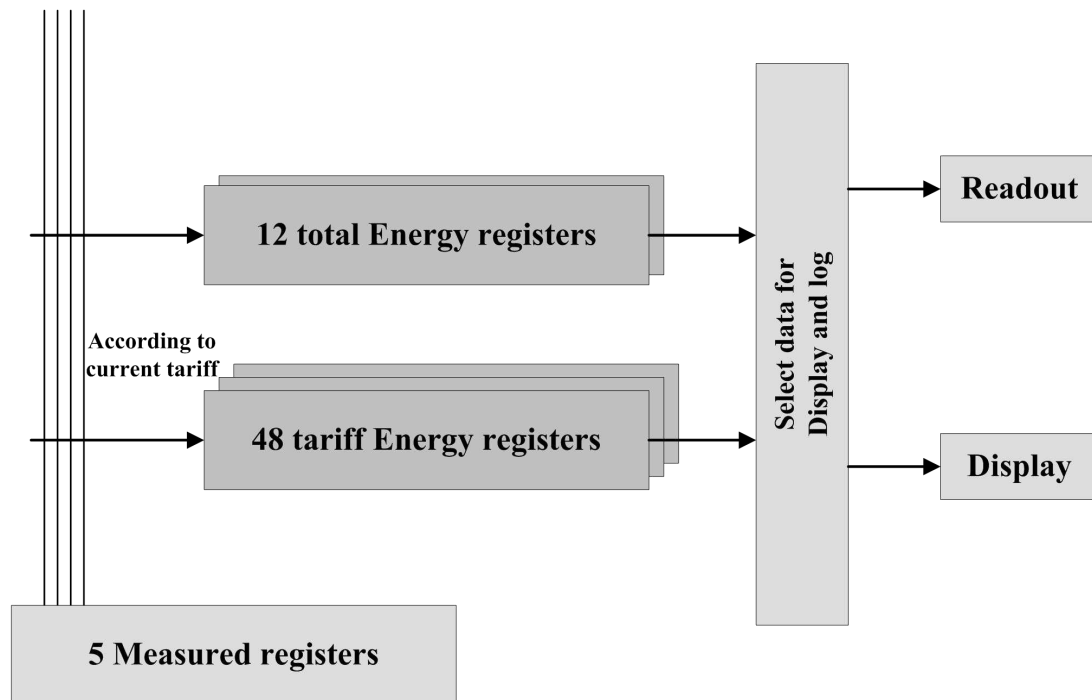 Readout
12 total Energy registers
Select data for
Display and log
According to
current tariff
48 tariff Energy registers
Display
5 Measured registers